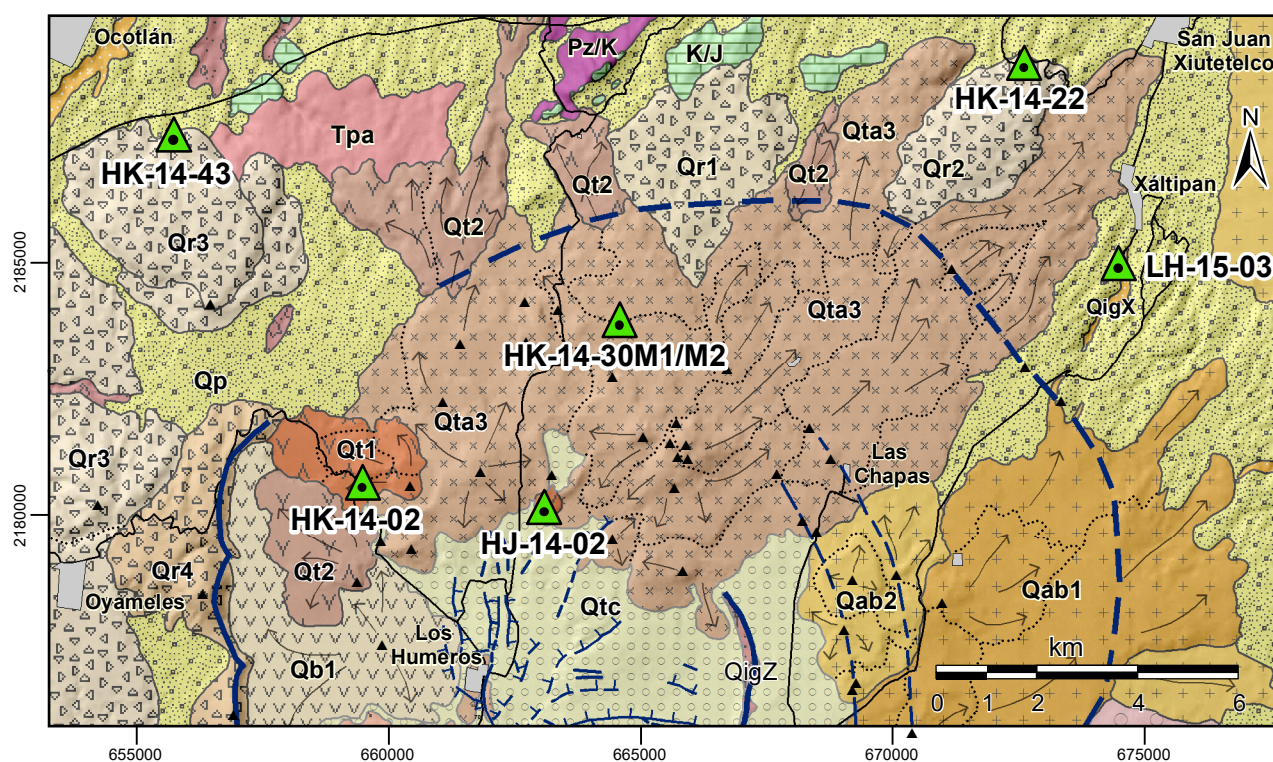 Ocotlán
Pz/K
K/J
San Juan
Xiutetelco
HK-14-22
N
Tpa
Qta3
HK-14-43
Qr1
Qr2
Qt2
Qt2
Xáltipan
Qr3
Qt2
2185000
LH-15-03
Qta3
QigX
HK-14-30M1/M2
Qp
Qta3
Qt1
Qr3
Las
Chapas
2180000
HK-14-02
HJ-14-02
Qr4
Qt2
Oyameles
Qtc
Qab2
Qab1
Los
Humeros
Qb1
QigZ
km
0 2 4 6
655000 660000 665000 670000 675000